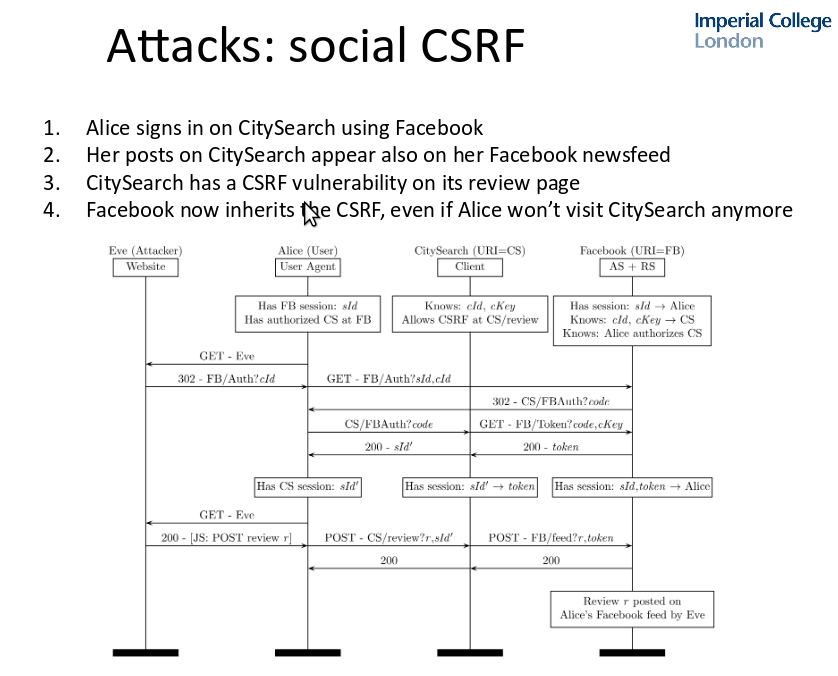 Attacks: social CSRF
Imperial College
London
1. Alice signs in on CitySearch using Facebook
2. Her posts on CitySearch appear also on her Facebook newsfeed
3. CitySearch has a CSRF vulnerability on its review page
4. Facebook now inherits the CSRF, even if Alice won’t visit CitySearch anymore
Eve (Attacker)
Website
Alice (User)
User Agent
CitySearch (URI=CS)
Client
Facebook (URI=FB)
AS + RS
Has FB session: sId
Has authorized CS at FB
Knows: cId, cKey
Allows CSRF at CS/review
Has session: sId → Alice
Knows: cId, cKey → CS
Knows: Alice authorizes CS
GET - Eve
302 - FB/Auth?cId
GET - FB/Auth?sId,cId
302 - CS/FBAuth?code
CS/FBAuth?code
GET - FB/Token?code,cKey
200 - sId′
200 - token
Has CS session: sId′
Has session: sId′ → token
Has session: sId,token → Alice
GET - Eve
200 - [JS: POST review r]
POST - CS/review?r,sId′
POST - FB/feed?r,token
200
200
Review r posted on
Alice’s Facebook feed by Eve